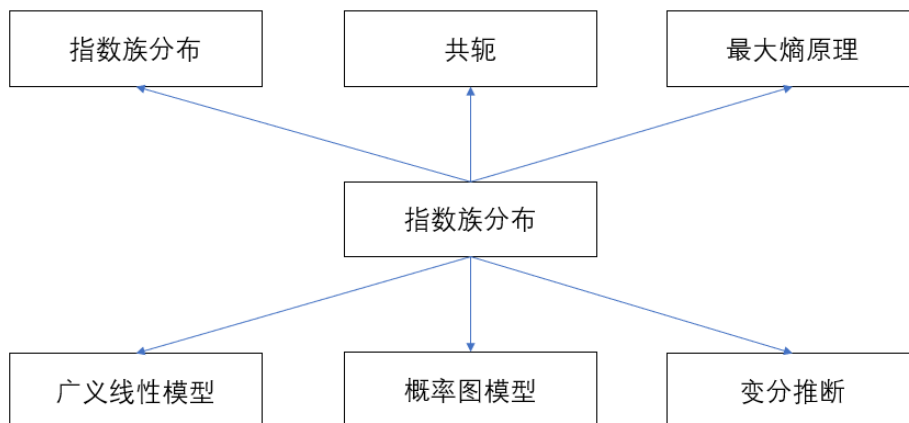 指数族分布
共轭
最大熵原理
指数族分布
广义线性模型
概率图模型
变分推断